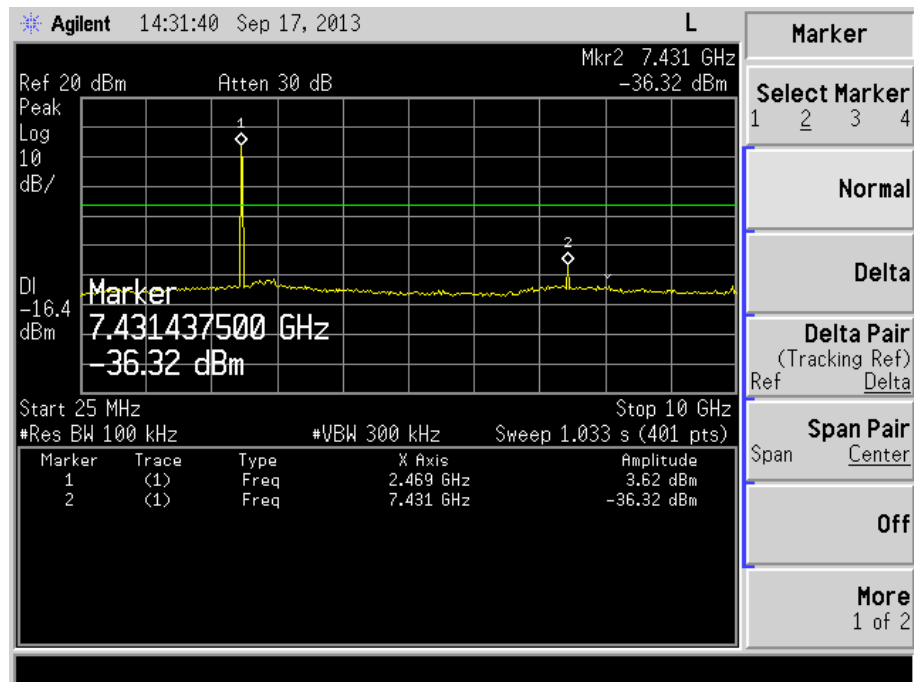 Agilent 14:31:40 Sep 17, 2013 L
Mkr2 7.431 GHz
Ref 20 dBm Atten 30 dB -36.32 dBm
Peak
Log
10
dB/
1
2
DI
-16.4
dBm
Marker
7.431437500 GHz
-36.32 dBm
Start 25 MHz Stop 10 GHz
#Res BW 100 kHz #VBW 300 kHz Sweep 1.033 s (401 pts)
Marker Trace Type X Axis Amplitude
1 (1) Freq 2.469 GHz 3.62 dBm
2 (1) Freq 7.431 GHz -36.32 dBm
Marker
Select Marker
1 2 3 4
Normal
Delta
Delta Pair
(Tracking Ref)
Ref Delta
Span Pair
Span Center
Off
More
1 of 2